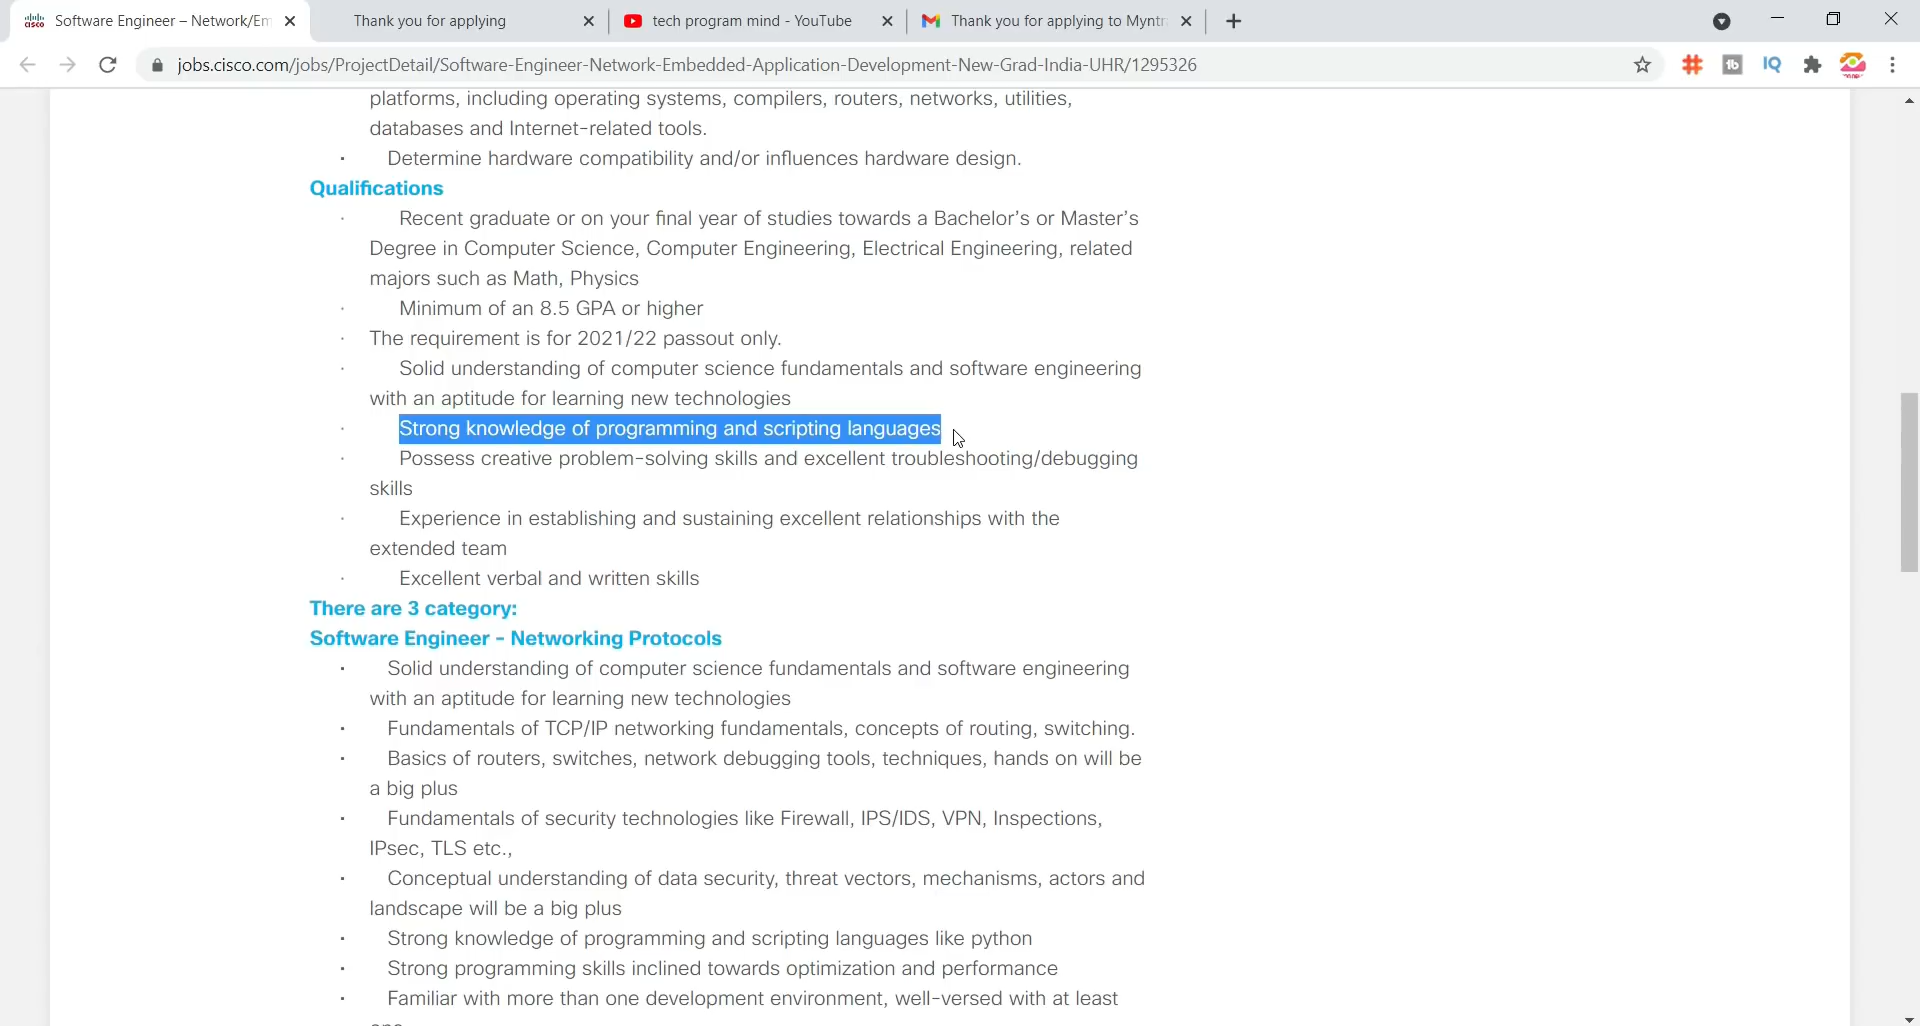 Software Engineer – Network/Em
Thank you for applying
tech program mind - YouTube
Thank you for applying to Myntr
jobs.cisco.com/jobs/ProjectDetail/Software-Engineer-Network-Embedded-Application-Development-New-Grad-India-UHR/1295326
platforms, including operating systems, compilers, routers, networks, utilities,
databases and Internet-related tools.
· Determine hardware compatibility and/or influences hardware design.
Qualifications
· Recent graduate or on your final year of studies towards a Bachelor's or Master's
Degree in Computer Science, Computer Engineering, Electrical Engineering, related
majors such as Math, Physics
· Minimum of an 8.5 GPA or higher
· The requirement is for 2021/22 passout only.
· Solid understanding of computer science fundamentals and software engineering
with an aptitude for learning new technologies
· Strong knowledge of programming and scripting languages
· Possess creative problem-solving skills and excellent troubleshooting/debugging
skills
· Experience in establishing and sustaining excellent relationships with the
extended team
· Excellent verbal and written skills
There are 3 category:
Software Engineer - Networking Protocols
· Solid understanding of computer science fundamentals and software engineering
with an aptitude for learning new technologies
· Fundamentals of TCP/IP networking fundamentals, concepts of routing, switching.
· Basics of routers, switches, network debugging tools, techniques, hands on will be
a big plus
· Fundamentals of security technologies like Firewall, IPS/IDS, VPN, Inspections,
IPsec, TLS etc.,
· Conceptual understanding of data security, threat vectors, mechanisms, actors and
landscape will be a big plus
· Strong knowledge of programming and scripting languages like python
· Strong programming skills inclined towards optimization and performance
· Familiar with more than one development environment, well-versed with at least